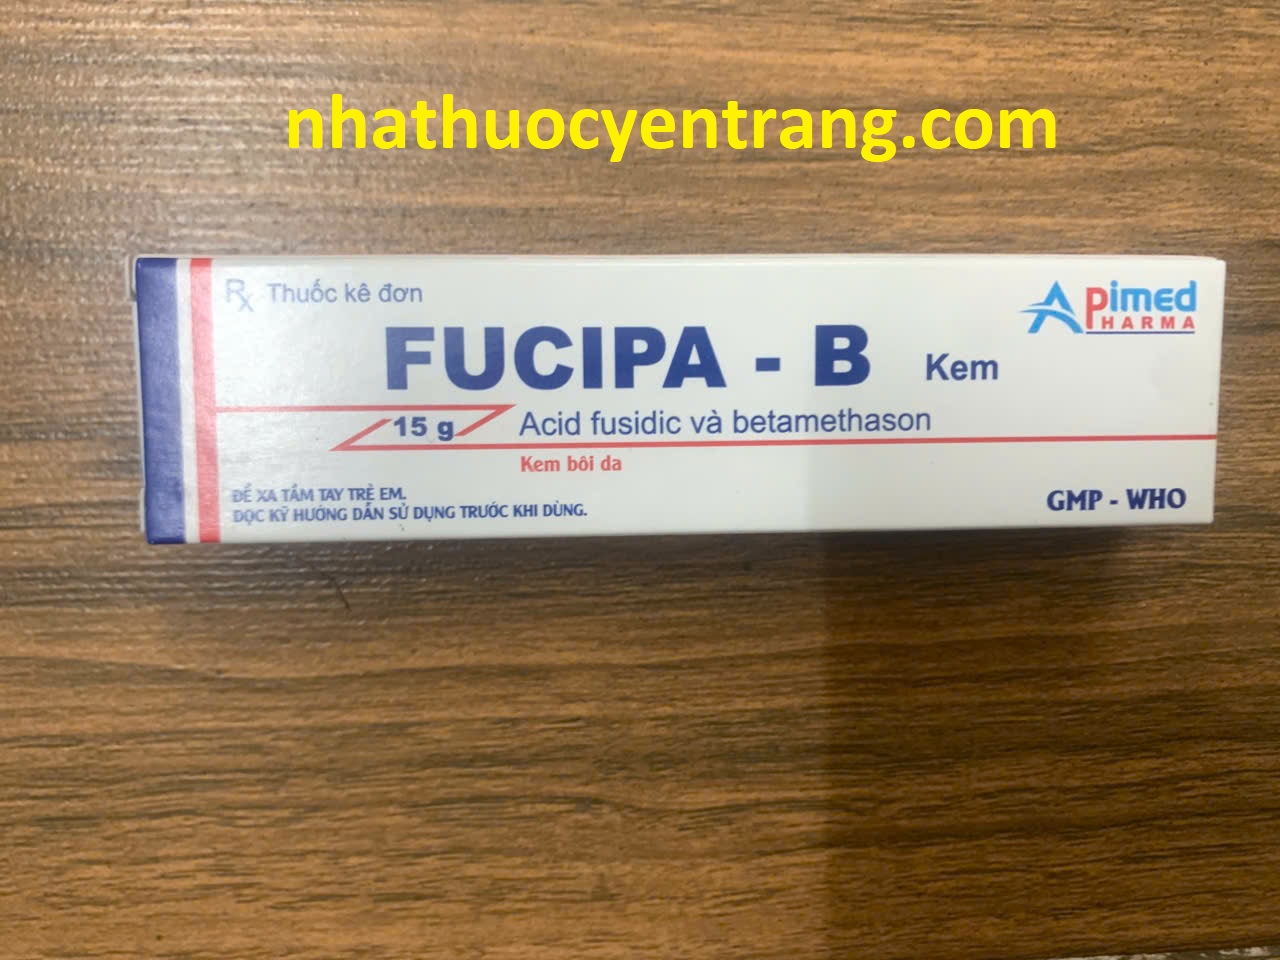 nhathuocyentrang.com
Rx Thuốc kê đơn
Apimed
PHARMA
FUCIPA - B Kem
15 g Acid fusidic và betamethason
Kem bôi da
ĐỂ XA TẦM TAY TRẺ EM.
ĐỌC KỸ HƯỚNG DẪN SỬ DỤNG TRƯỚC KHI DÙNG.
GMP - WHO